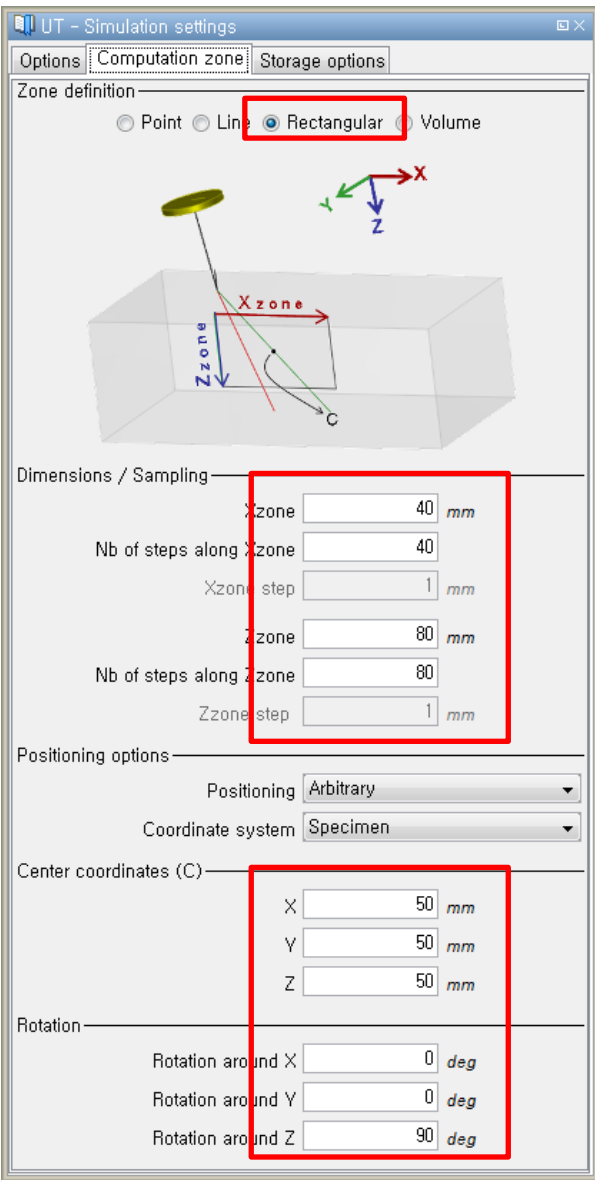 UT - Simulation settings
Options Computation zone Storage options
Zone definition
Point Line Rectangular Volume
X
Y
Z
Xzone
Zzone
C
Dimensions / Sampling
Xzone 40 mm
Nb of steps along Xzone 40
Xzone step 1 mm
Zzone 80 mm
Nb of steps along Zzone 80
Zzone step 1 mm
Positioning options
Positioning Arbitrary
Coordinate system Specimen
Center coordinates (C)
X 50 mm
Y 50 mm
Z 50 mm
Rotation
Rotation around X 0 deg
Rotation around Y 0 deg
Rotation around Z 90 deg